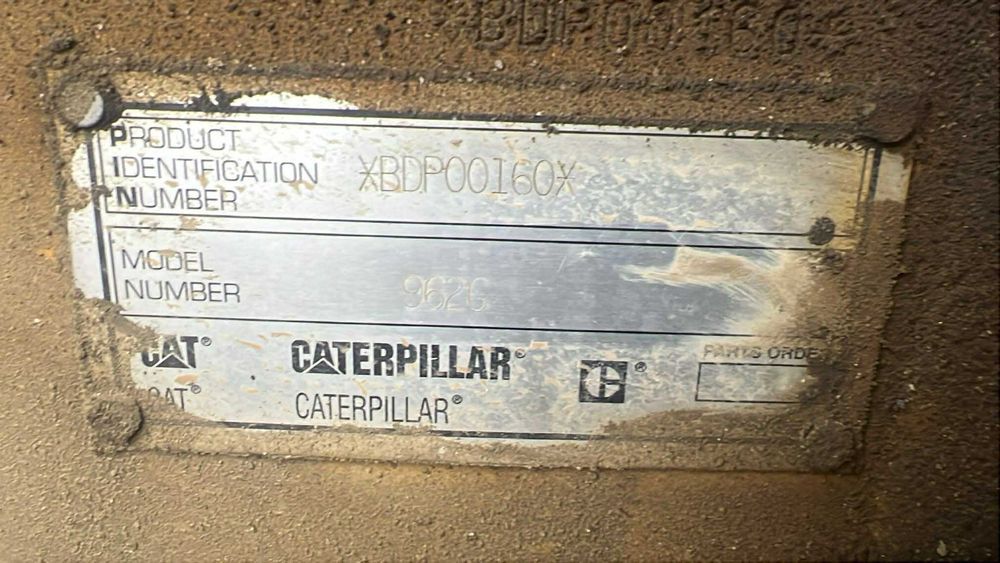 BDP00160
PRODUCT
IDENTIFICATION
NUMBER
XBDP00160X
MODEL
NUMBER
962G
CAT® CATERPILLAR® C®
CAT® CATERPILLAR®
PARTS ORDE